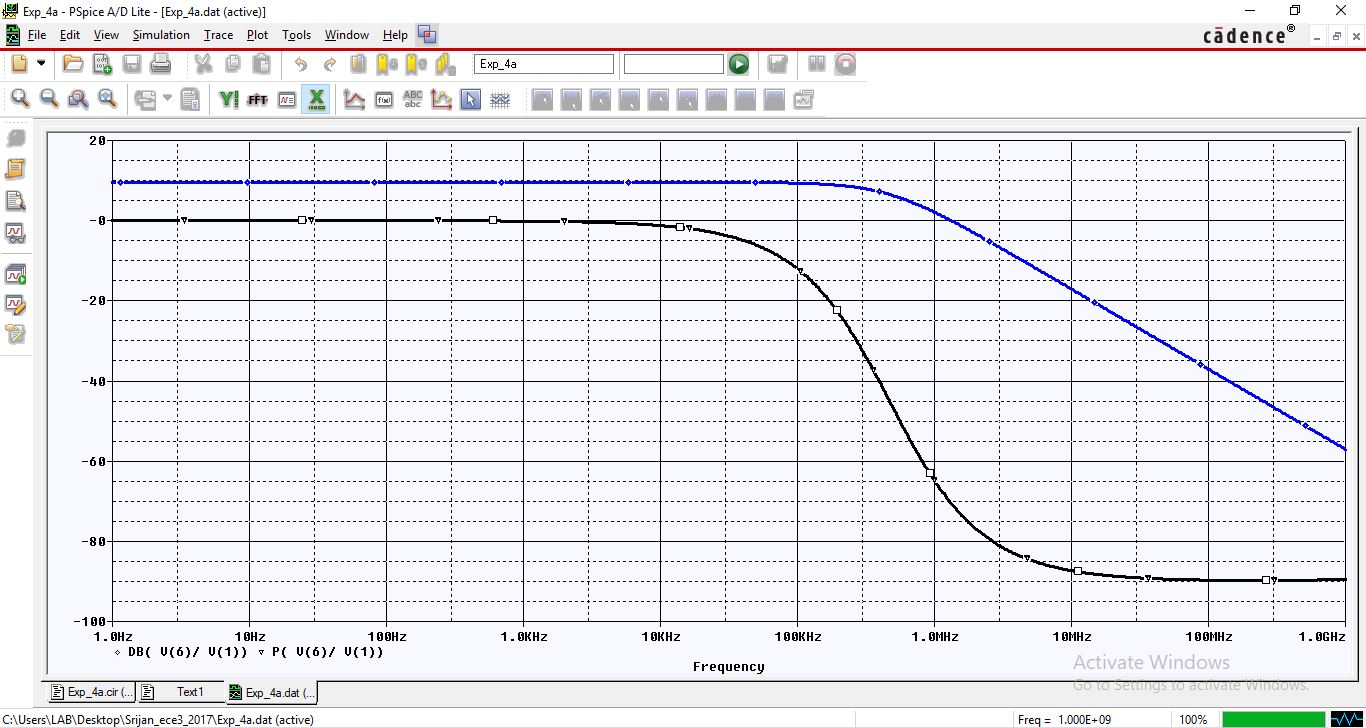 Exp_4a - PSpice A/D Lite - [Exp_4a.dat (active)]
File Edit View Simulation Trace Plot Tools Window Help
cādence®
Exp_4a
FFT
ABC
abc
20
-0
-20
-40
-60
-80
-100
1.0Hz 10Hz 100Hz 1.0KHz 10KHz 100KHz 1.0MHz 10MHz 100MHz 1.0GHz
DB( V(6)/ V(1)) P( V(6)/ V(1))
Frequency
Activate Windows
Go to Settings to activate Windows.
Exp_4a.cir (... Text1 Exp_4a.dat (...
C:\Users\LAB\Desktop\Srijan_ece3_2017\Exp_4a.dat (active) Freq = 1.000E+09 100%